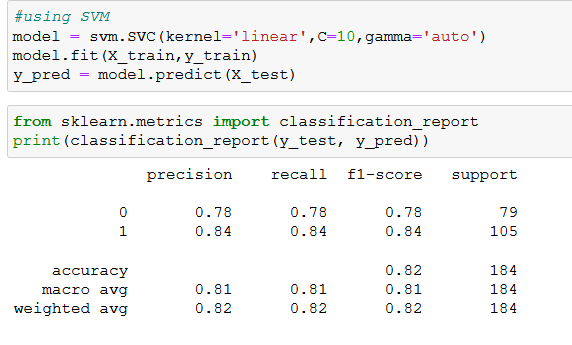 #using SVM
model = svm.SVC(kernel='linear',C=10,gamma='auto')
model.fit(X_train,y_train)
y_pred = model.predict(X_test)
from sklearn.metrics import classification_report
print(classification_report(y_test, y_pred))
precision recall f1-score support
0 0.78 0.78 0.78 79
1 0.84 0.84 0.84 105
accuracy 0.82 184
macro avg 0.81 0.81 0.81 184
weighted avg 0.82 0.82 0.82 184